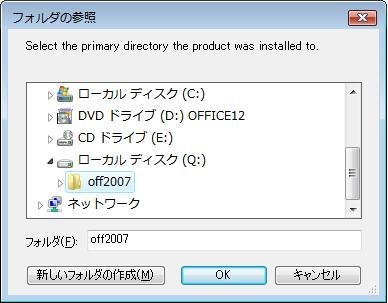 フォルダの参照
Select the primary directory the product was installed to.
ローカル ディスク (C:)
DVD ドライブ (D:) OFFICE12
CD ドライブ (E:)
ローカル ディスク (Q:)
off2007
ネットワーク
フォルダ(F): off2007
新しいフォルダの作成(M) OK キャンセル